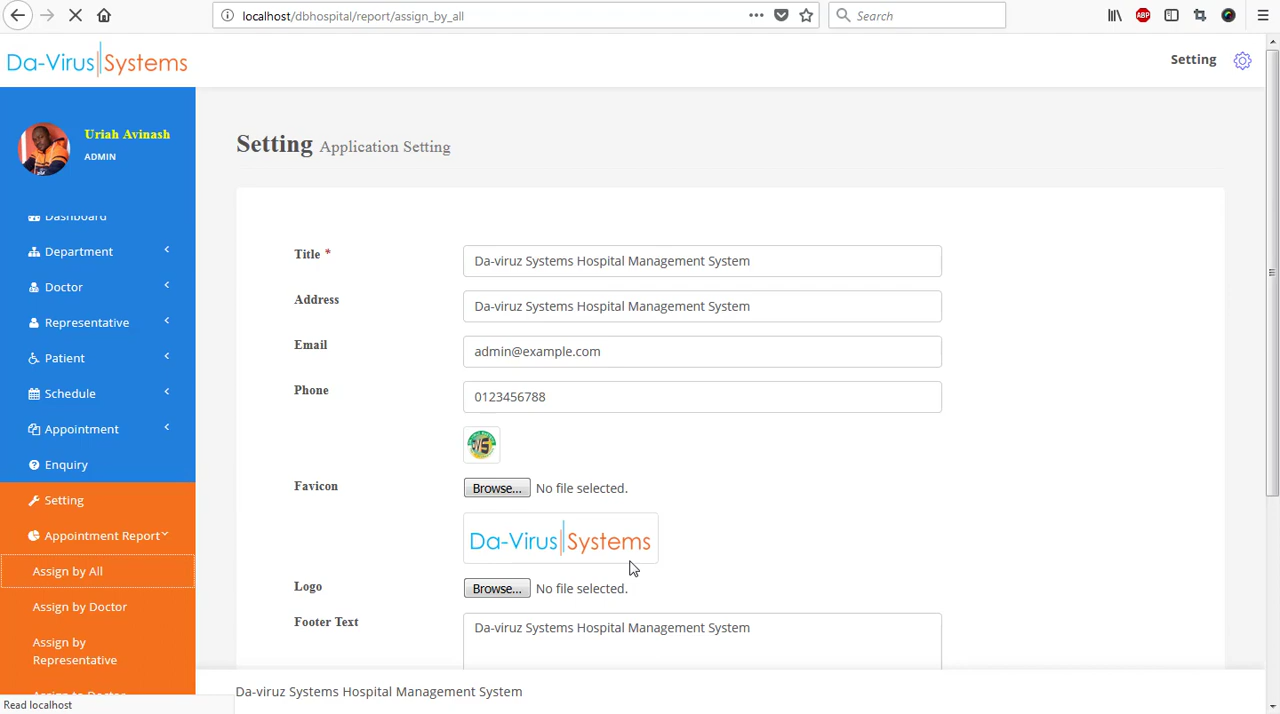 localhost/dbhospital/report/assign_by_all
Search
ABP
Da-Virus Systems
Setting
Uriah Avinash
ADMIN
Dashboard
Department
Doctor
Representative
Patient
Schedule
Appointment
Enquiry
Setting
Appointment Report
Assign by All
Assign by Doctor
Assign by
Representative
Assign to Doctor
Setting Application Setting
Title * Da-viruz Systems Hospital Management System
Address Da-viruz Systems Hospital Management System
Email admin@example.com
Phone 0123456788
Favicon Browse... No file selected.
Da-Virus Systems
Logo Browse... No file selected.
Footer Text Da-viruz Systems Hospital Management System
Da-viruz Systems Hospital Management System
Read localhost